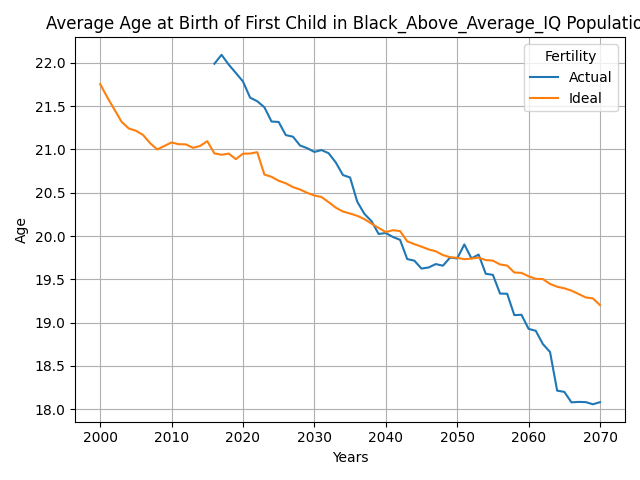 Average Age at Birth of First Child in Black_Above_Average_IQ Populatio
Fertility
Actual
Ideal
Age
22.0
21.5
21.0
20.5
20.0
19.5
19.0
18.5
18.0
2000 2010 2020 2030 2040 2050 2060 2070
Years